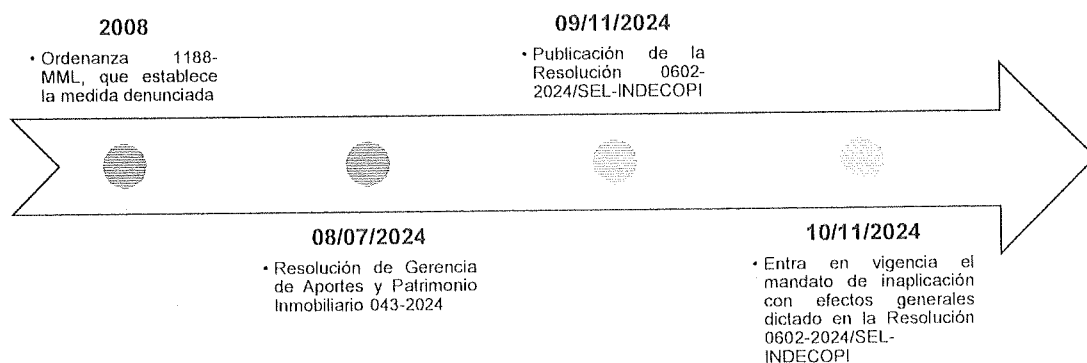 2008
• Ordenanza 1188-
MML, que establece
la medida denunciada
08/07/2024
• Resolución de Gerencia
de Aportes y Patrimonio
Inmobiliario 043-2024
09/11/2024
• Publicación de la
Resolución 0602-
2024/SEL-INDECOPI
10/11/2024
• Entra en vigencia el
mandato de inaplicación
con efectos generales
dictado en la Resolución
0602-2024/SEL-
INDECOPI